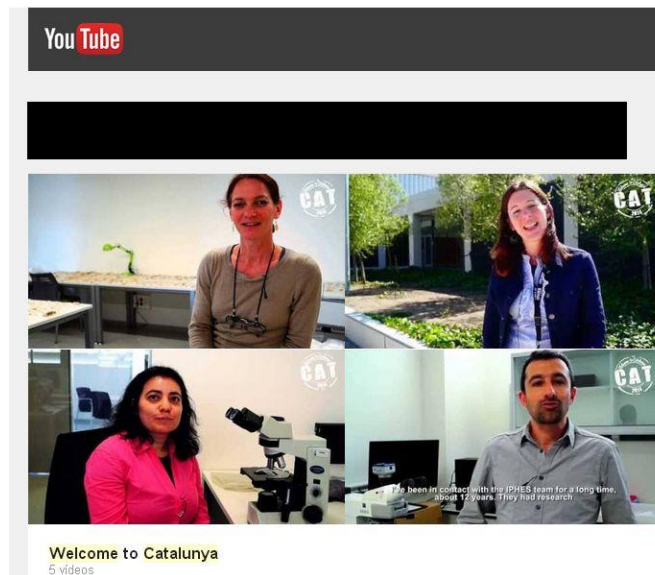 YouTube
CAT
CAT
CAT
CAT
I've been in contact with the IPHES team for a long time,
about 12 years. They had research
Welcome to Catalunya
5 vídeos